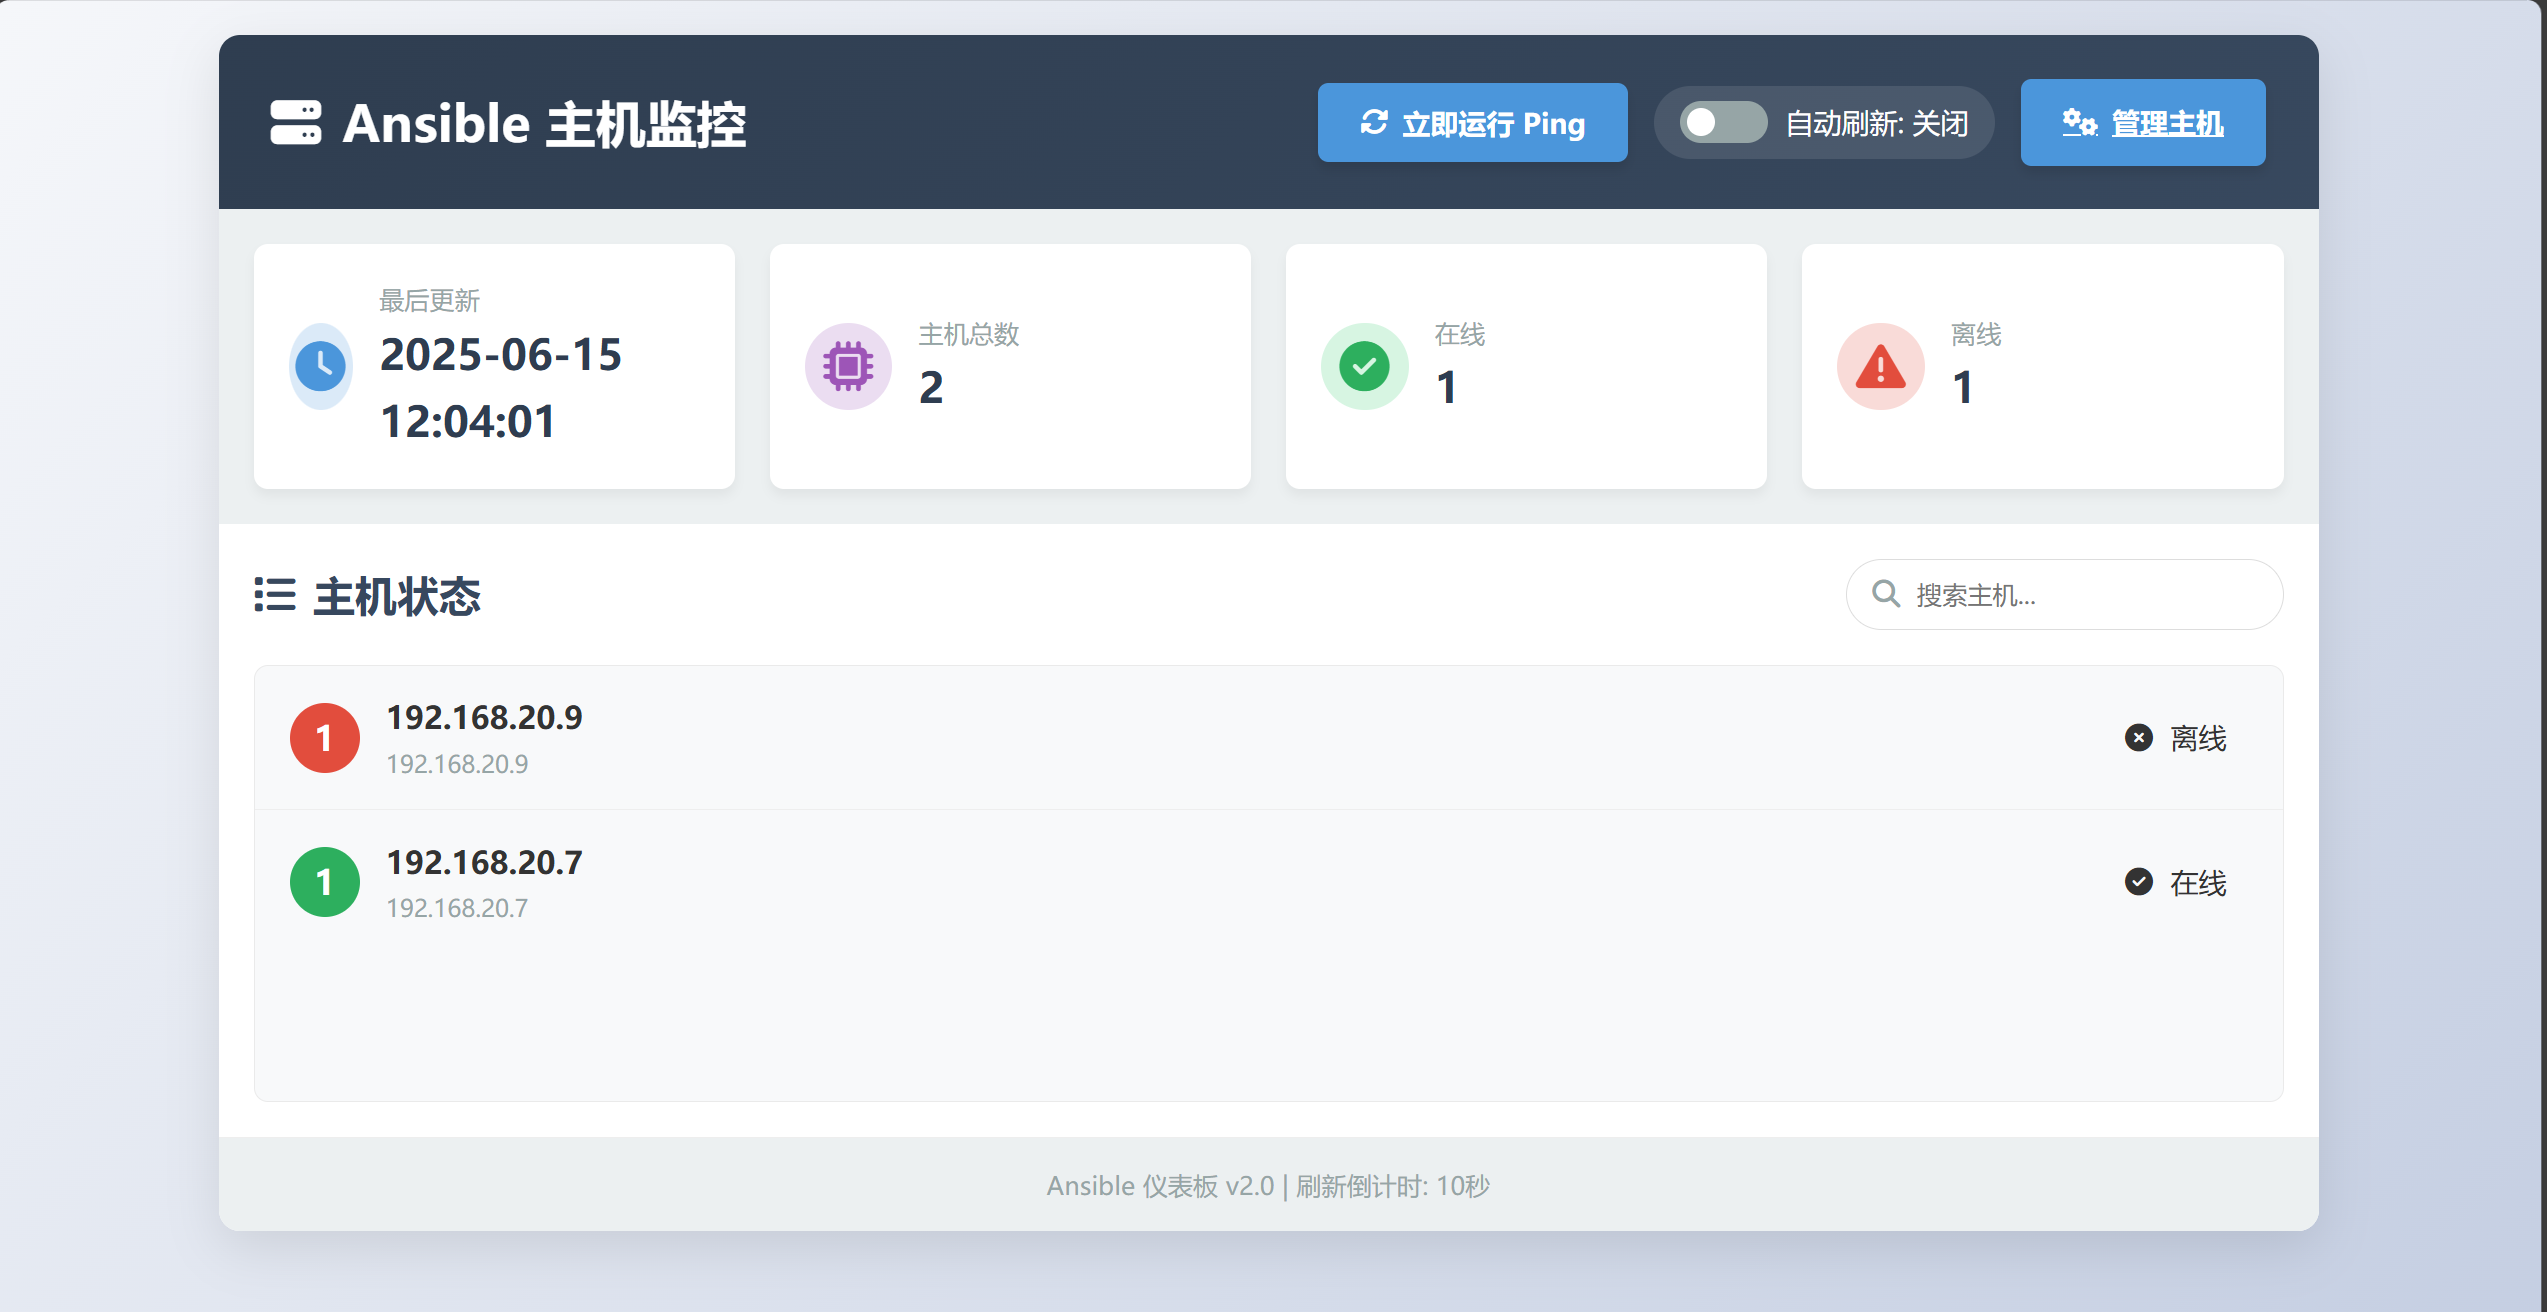 Ansible 主机监控
立即运行 Ping
自动刷新: 关闭
管理主机
最后更新
2025-06-15
12:04:01
主机总数
2
在线
1
离线
1
主机状态
搜索主机...
1
192.168.20.9
192.168.20.9
离线
1
192.168.20.7
192.168.20.7
在线
Ansible 仪表板 v2.0 | 刷新倒计时: 10秒